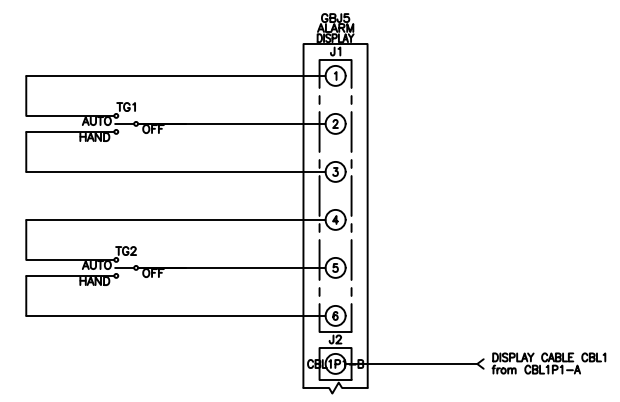 GBJ5
ALARM
DISPLAY
J1
1
TG1
AUTO
OFF
2
HAND
3
4
TG2
AUTO
OFF
5
HAND
6
J2
CBL1P1-B
DISPLAY CABLE CBL1
from CBL1P1-A